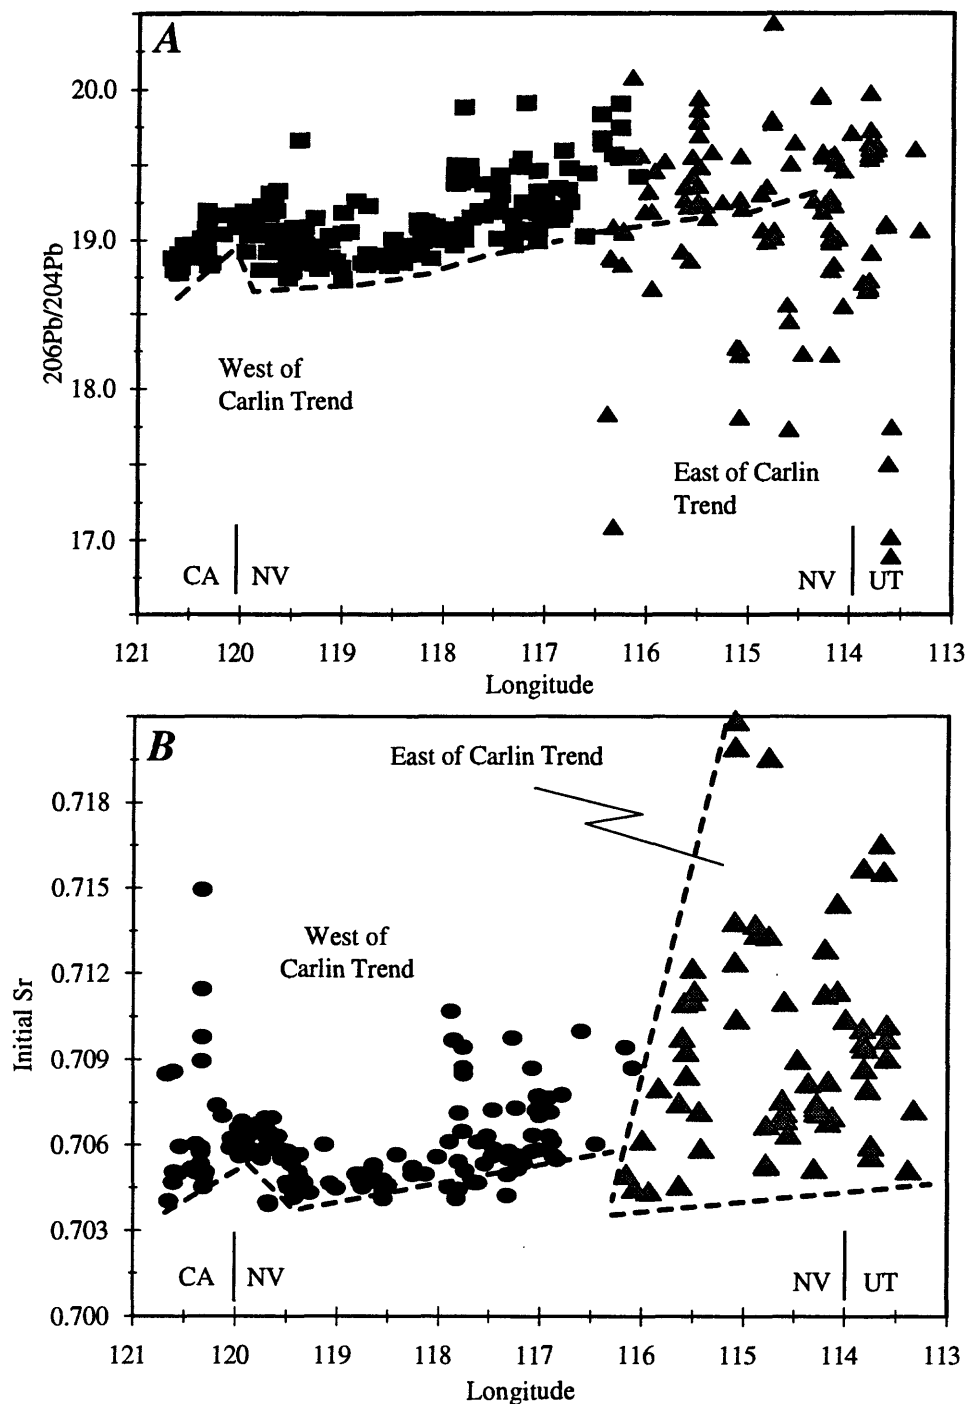 A
20.0
19.0
18.0
17.0
206Pb/204Pb
West of
Carlin Trend
East of Carlin
Trend
CA NV
NV UT
121 120 119 118 117 116 115 114 113
Longitude
B
East of Carlin Trend
0.718
0.715
0.712
0.709
0.706
0.703
0.700
Initial Sr
West of
Carlin Trend
CA NV
NV UT
121 120 119 118 117 116 115 114 113
Longitude